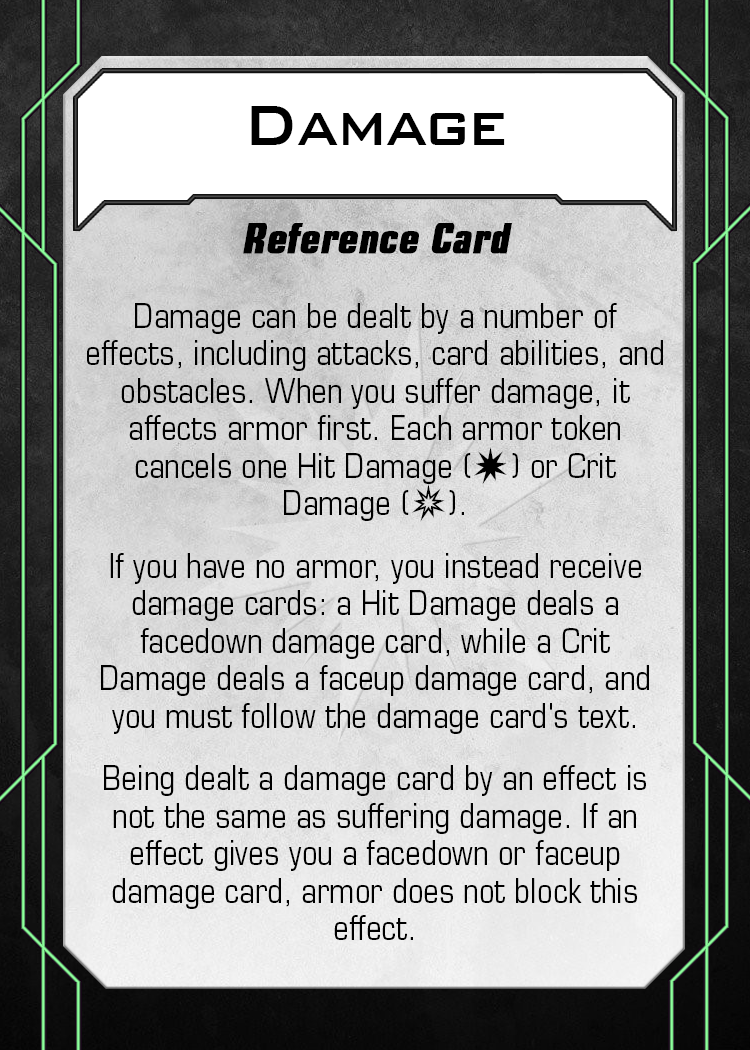 DAMAGE
Reference Card
Damage can be dealt by a number of
effects, including attacks, card abilities, and
obstacles. When you suffer damage, it
affects armor first. Each armor token
cancels one Hit Damage (✷) or Crit
Damage (✵).
If you have no armor, you instead receive
damage cards: a Hit Damage deals a
facedown damage card, while a Crit
Damage deals a faceup damage card, and
you must follow the damage card's text.
Being dealt a damage card by an effect is
not the same as suffering damage. If an
effect gives you a facedown or faceup
damage card, armor does not block this
effect.